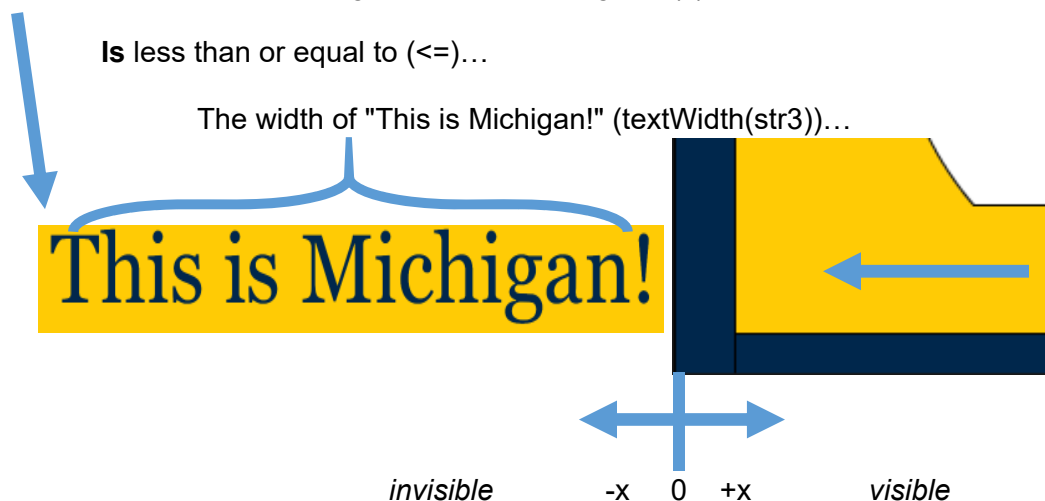 Is less than or equal to (<=)…
The width of "This is Michigan!" (textWidth(str3))…
This is Michigan!
invisible -x 0 +x visible